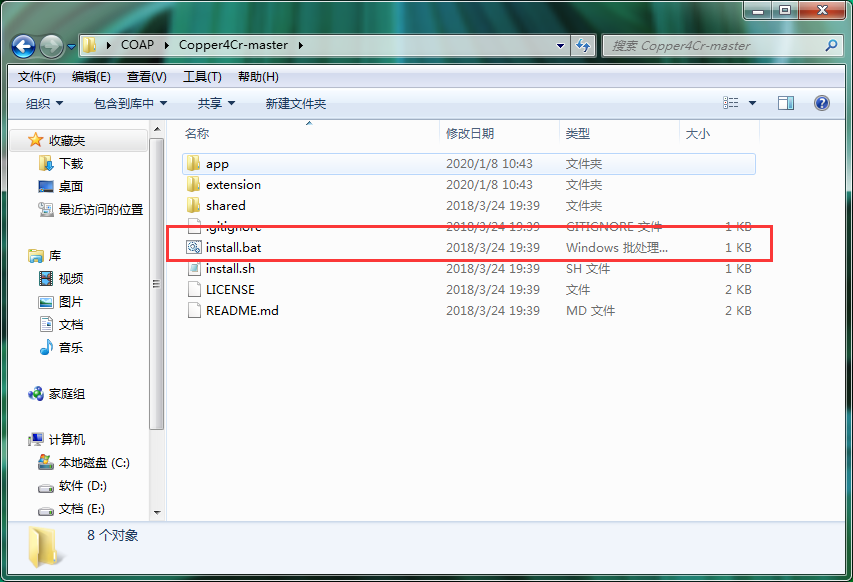 COAP Copper4Cr-master 搜索 Copper4Cr-master
文件(F) 编辑(E) 查看(V) 工具(T) 帮助(H)
组织 包含到库中 共享 新建文件夹
名称 修改日期 类型 大小
收藏夹
下载
桌面
最近访问的位置
库
视频
图片
文档
音乐
家庭组
计算机
本地磁盘 (C:)
软件 (D:)
文档 (E:)
app 2020/1/8 10:43 文件夹
extension 2020/1/8 10:43 文件夹
shared 2018/3/24 19:39 文件夹
.gitignore 2018/3/24 19:39 GITIGNORE 文件 1 KB
install.bat 2018/3/24 19:39 Windows 批处理... 1 KB
install.sh 2018/3/24 19:39 SH 文件 1 KB
LICENSE 2018/3/24 19:39 文件 2 KB
README.md 2018/3/24 19:39 MD 文件 2 KB
8 个对象